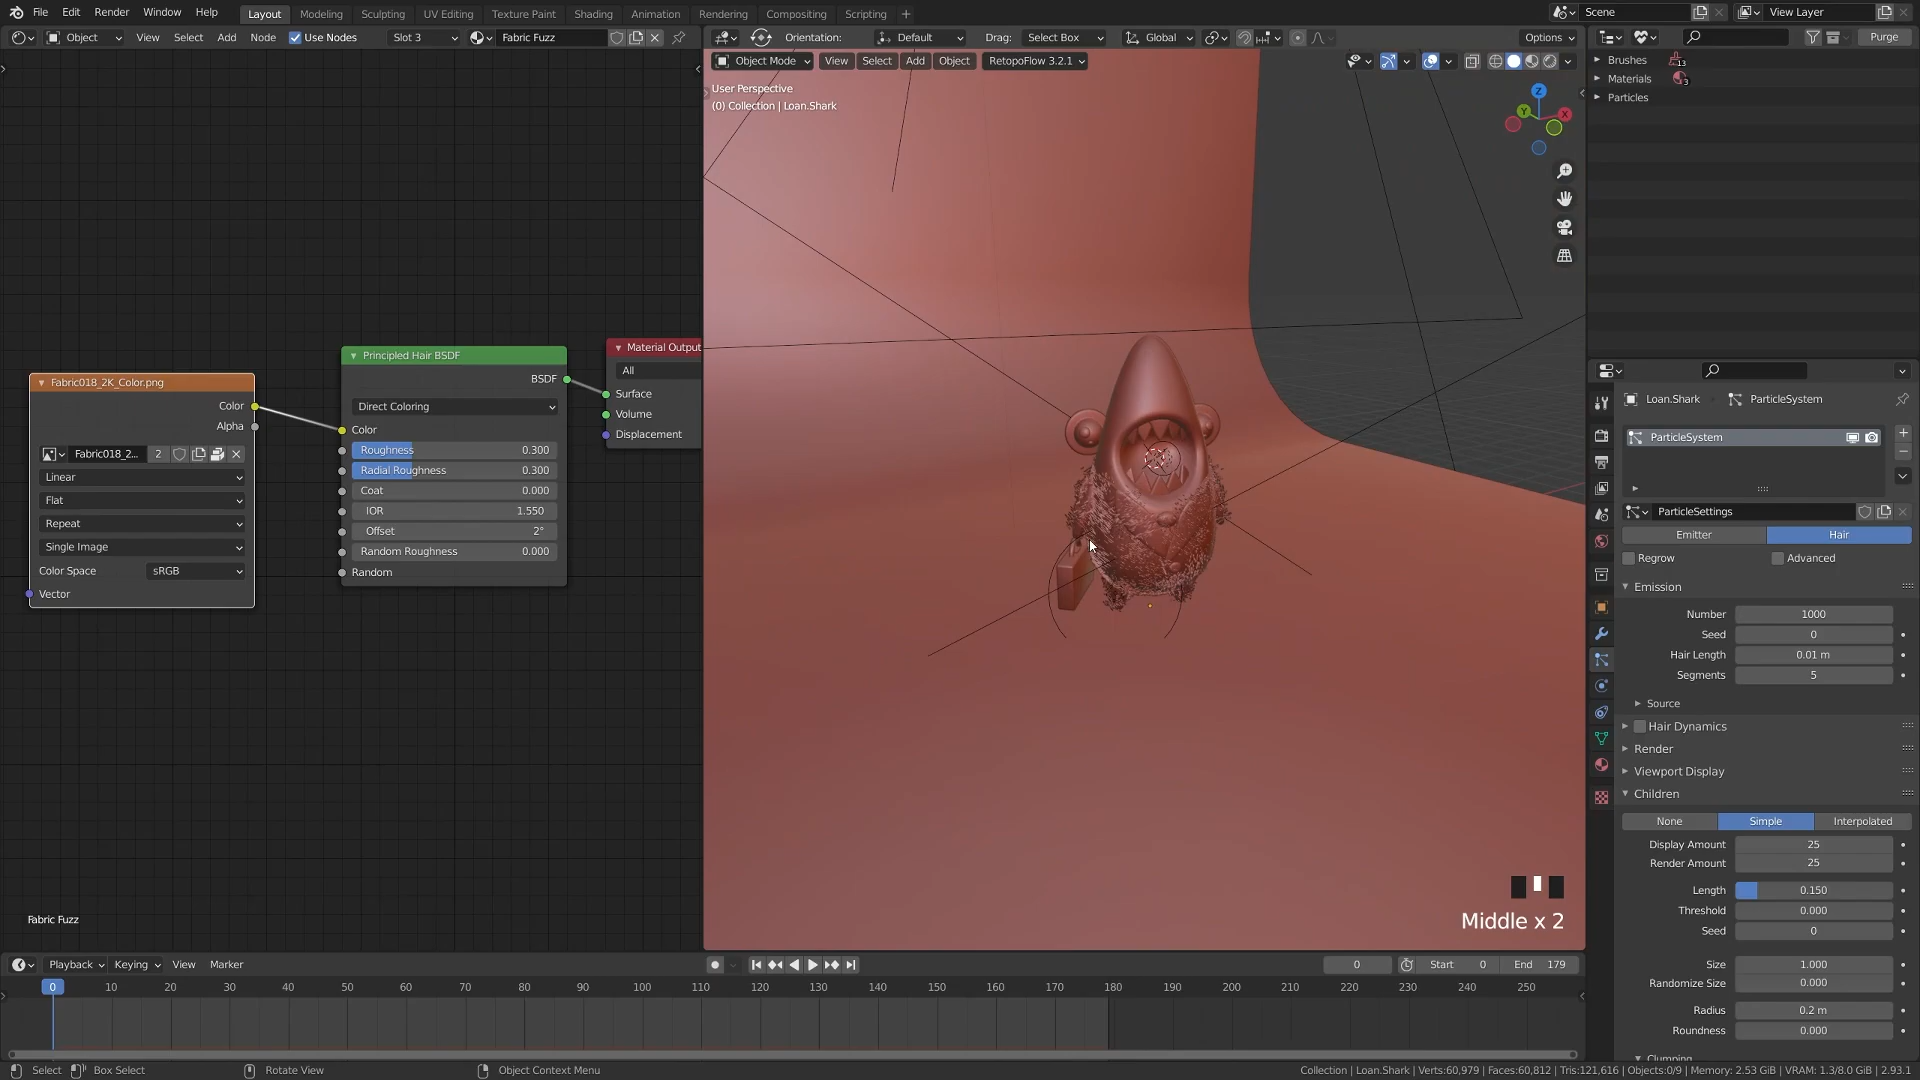 File Edit Render Window Help Layout Modeling Sculpting UV Editing Texture Paint Shading Animation Rendering Compositing Scripting + Scene View Layer
Object View Select Add Node Use Nodes Slot 3 Fabric Fuzz
Orientation: Default Drag: Select Box Global Options
Purge
Object Mode View Select Add Object RetopoFlow 3.2.1
User Perspective
(0) Collection | Loan.Shark
Z
Y
X
Brushes 13
Materials 3
Particles
Fabric018_2K_Color.png
Color
Alpha
Fabric018_2... 2
Linear
Flat
Repeat
Single Image
Color Space sRGB
Vector
Principled Hair BSDF
BSDF
Direct Coloring
Color
Roughness 0.300
Radial Roughness 0.300
Coat 0.000
IOR 1.550
Offset 2°
Random Roughness 0.000
Random
Material Output
All
Surface
Volume
Displacement
Fabric Fuzz
Middle x 2
Loan.Shark ParticleSystem
ParticleSystem
ParticleSettings
Emitter Hair
Regrow Advanced
Emission
Number 1000
Seed 0
Hair Length 0.01 m
Segments 5
Source
Hair Dynamics
Render
Viewport Display
Children
None Simple Interpolated
Display Amount 25
Render Amount 25
Length 0.150
Threshold 0.000
Seed 0
Size 1.000
Randomize Size 0.000
Radius 0.2 m
Roundness 0.000
Clumping
Playback Keying View Marker 0 Start 0 End 179
0 10 20 30 40 50 60 70 80 90 100 110 120 130 140 150 160 170 180 190 200 210 220 230 240 250
Select Box Select Rotate View Object Context Menu Collection | Loan.Shark | Verts:60,979 | Faces:60,812 | Tris:121,616 | Objects:0/9 | Memory: 2.53 GiB | VRAM: 1.3/8.0 GiB | 2.93.1